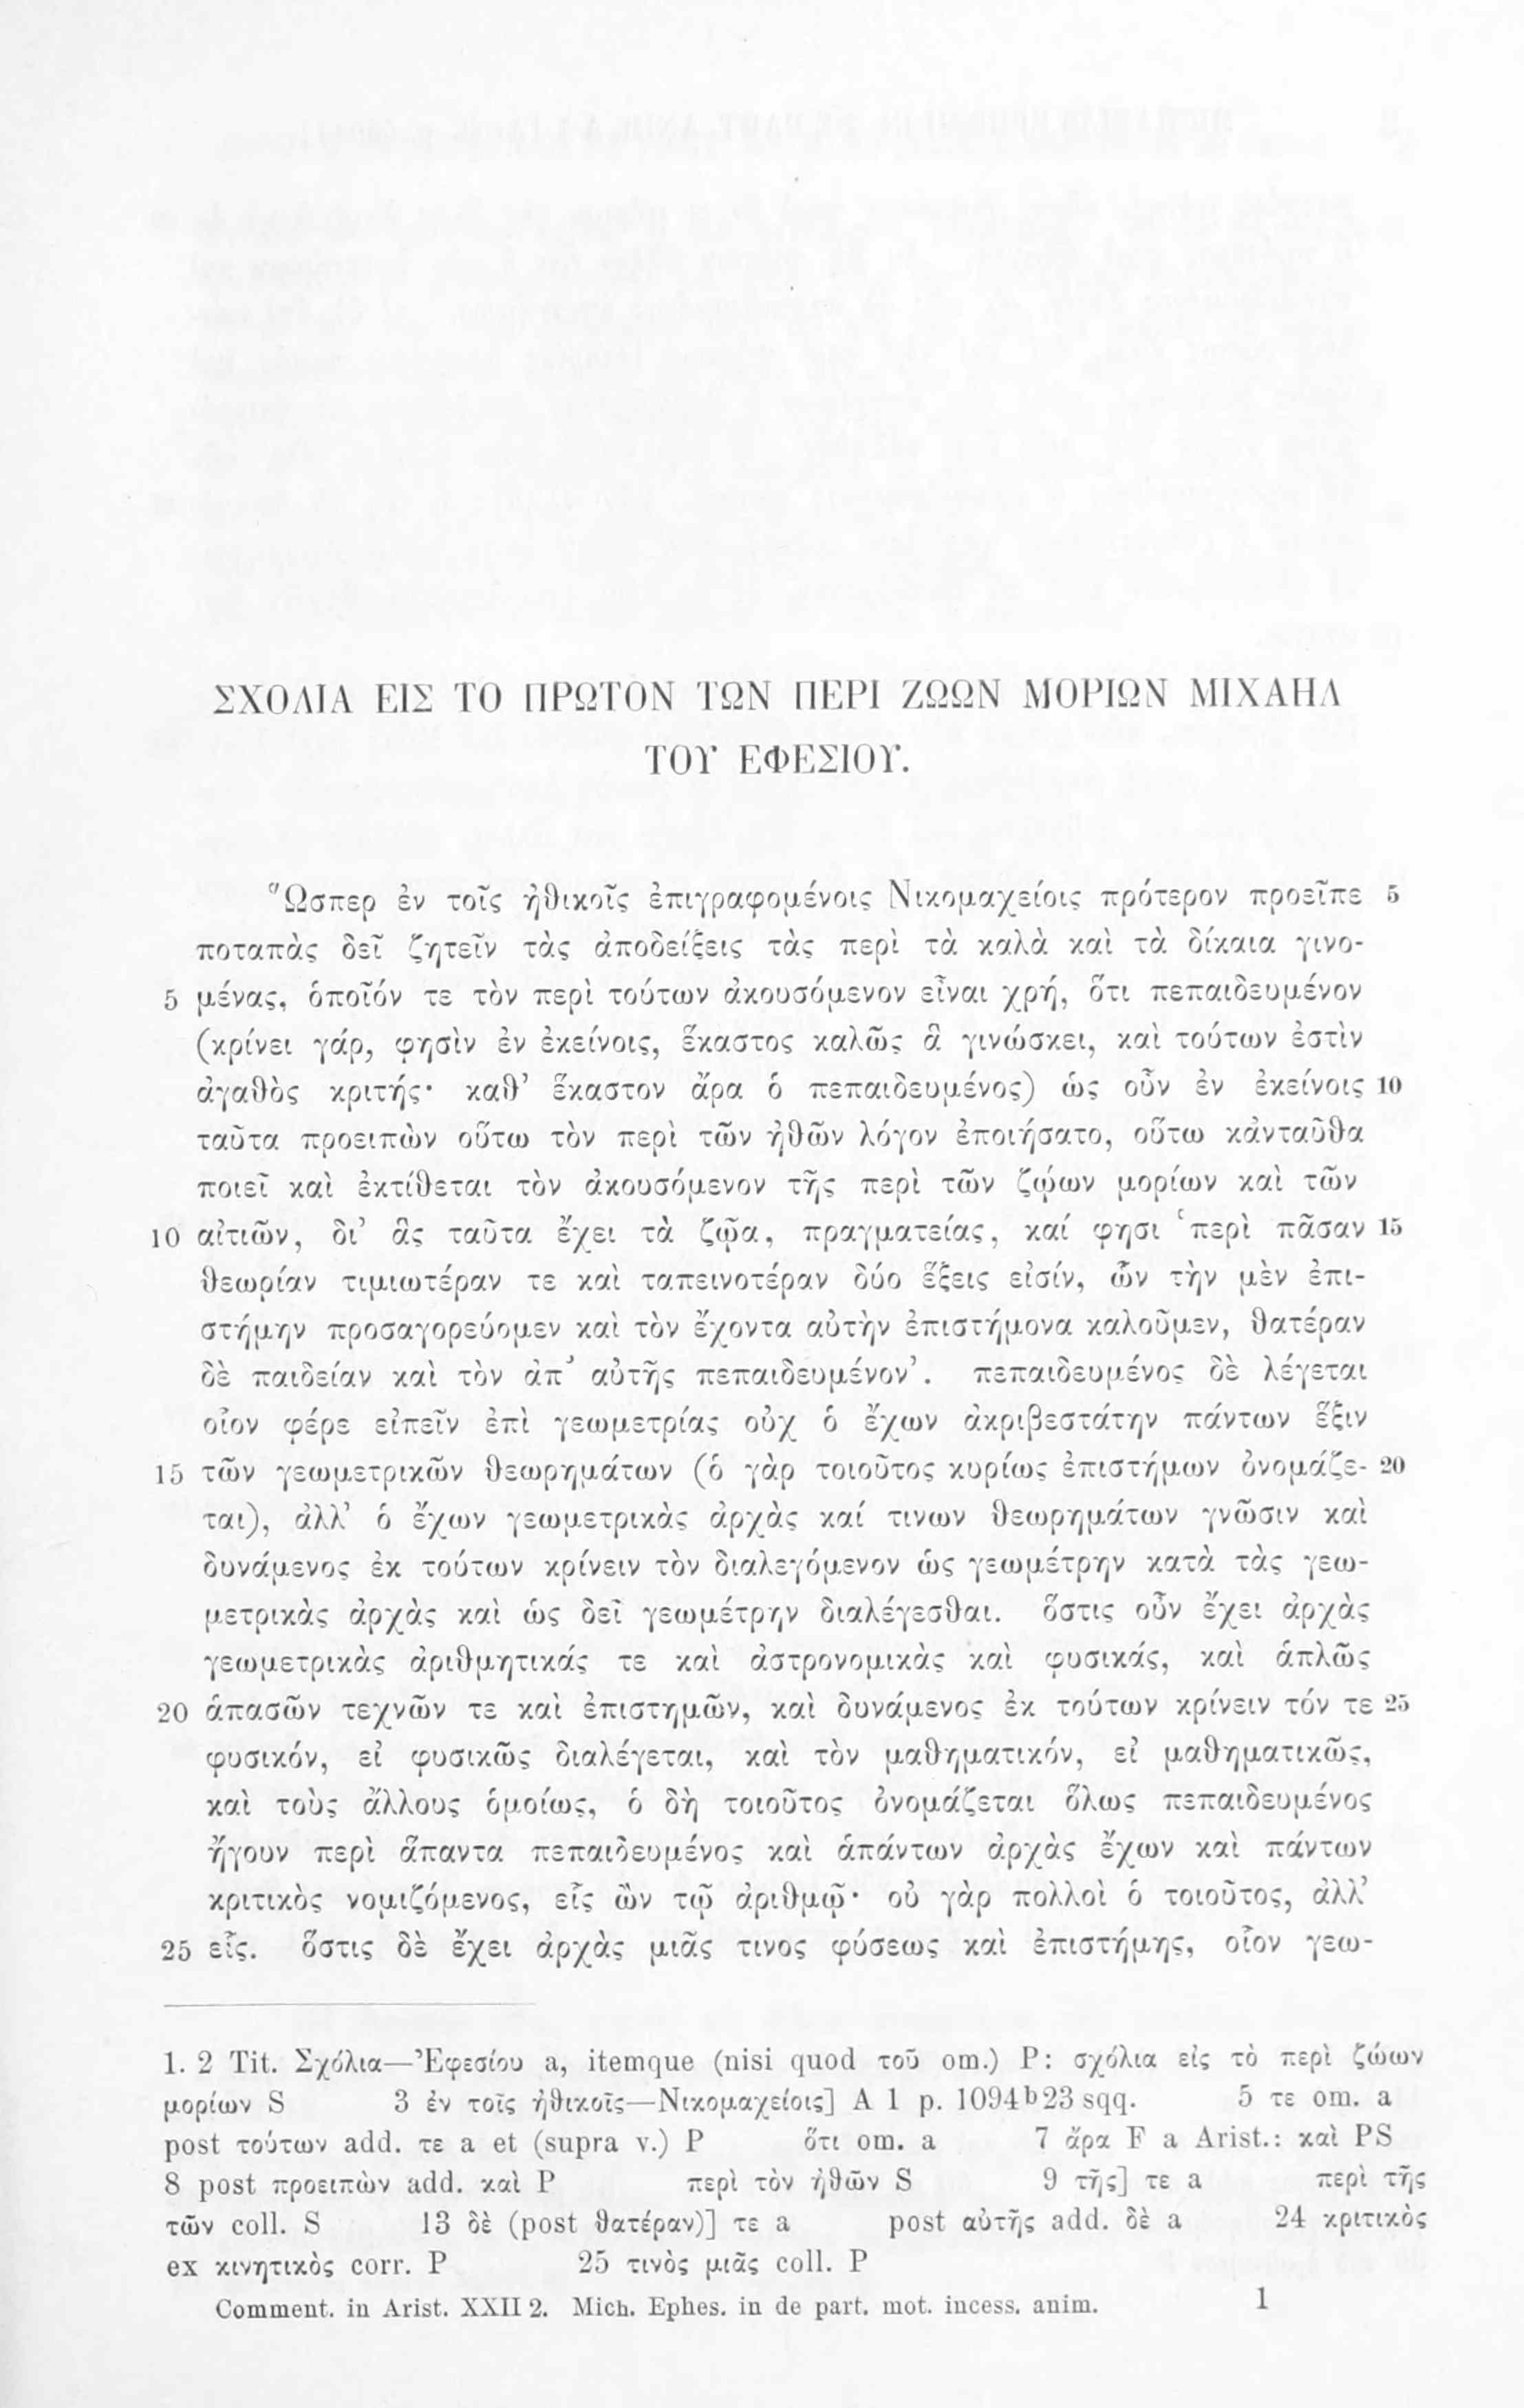 ΣΧΟΛΙΑ ΕΙΣ ΤΟ ΠΡΩΤΟΝ ΤΩΝ ΠΕΡΙ ΖΩΩΝ ΜΟΡΙΩΝ ΜΙΧΑΗΛ
ΤΟΥ ΕΦΕΣΙΟΥ.
Ὥσπερ ἐν τοῖς ἠθικοῖς ἐπιγραφομένοις Νικομαχείοις πρότερον προεῖπε 5
ποταπὰς δεῖ ζητεῖν τὰς ἀποδείξεις τὰς περὶ τὰ καλὰ καὶ τὰ δίκαια γινο-
5 μένας, ὁποῖόν τε τὸν περὶ τούτων ἀκουσόμενον εἶναι χρή, ὅτι πεπαιδευμένον
(κρίνει γάρ, φησὶν ἐν ἐκείνοις, ἕκαστος καλῶς ἃ γινώσκει, καὶ τούτων ἐστὶν
ἀγαθὸς κριτής· καθ’ ἕκαστον ἄρα ὁ πεπαιδευμένος) ὡς οὖν ἐν ἐκείνοις 10
ταῦτα προειπὼν οὕτω τὸν περὶ τῶν ἠθῶν λόγον ἐποιήσατο, οὕτω κἀνταῦθα
ποιεῖ καὶ ἐκτίθεται τὸν ἀκουσόμενον τῆς περὶ τῶν ζῴων μορίων καὶ τῶν
10 αἰτιῶν, δι’ ἃς ταῦτα ἔχει τὰ ζῷα, πραγματείας, καί φησι ‘περὶ πᾶσαν 15
θεωρίαν τιμιωτέραν τε καὶ ταπεινοτέραν δύο ἕξεις εἰσίν, ὧν τὴν μὲν ἐπι-
στήμην προσαγορεύομεν καὶ τὸν ἔχοντα αὐτὴν ἐπιστήμονα καλοῦμεν, θατέραν
δὲ παιδείαν καὶ τὸν ἀπ’ αὐτῆς πεπαιδευμένον’. πεπαιδευμένος δὲ λέγεται
οἷον φέρε εἰπεῖν ἐπὶ γεωμετρίας οὐχ ὁ ἔχων ἀκριβεστάτην πάντων ἕξιν
15 τῶν γεωμετρικῶν θεωρημάτων (ὁ γὰρ τοιοῦτος κυρίως ἐπιστήμων ὀνομάζε- 20
ται), ἀλλ’ ὁ ἔχων γεωμετρικὰς ἀρχὰς καί τινων θεωρημάτων γνῶσιν καὶ
δυνάμενος ἐκ τούτων κρίνειν τὸν διαλεγόμενον ὡς γεωμέτρην κατὰ τὰς γεω-
μετρικὰς ἀρχὰς καὶ ὡς δεῖ γεωμέτρην διαλέγεσθαι. ὅστις οὖν ἔχει ἀρχὰς
γεωμετρικὰς ἀριθμητικάς τε καὶ ἀστρονομικὰς καὶ φυσικάς, καὶ ἁπλῶς
20 ἁπασῶν τεχνῶν τε καὶ ἐπιστημῶν, καὶ δυνάμενος ἐκ τούτων κρίνειν τόν τε 25
φυσικόν, εἰ φυσικῶς διαλέγεται, καὶ τὸν μαθηματικόν, εἰ μαθηματικῶς,
καὶ τοὺς ἄλλους ὁμοίως, ὁ δὴ τοιοῦτος ὀνομάζεται ὅλως πεπαιδευμένος
ἤγουν περὶ ἅπαντα πεπαιδευμένος καὶ ἁπάντων ἀρχὰς ἔχων καὶ πάντων
κριτικὸς νομιζόμενος, εἷς ὢν τῷ ἀριθμῷ· οὐ γὰρ πολλοὶ ὁ τοιοῦτος, ἀλλ’
25 εἷς. ὅστις δὲ ἔχει ἀρχὰς μιᾶς τινος φύσεως καὶ ἐπιστήμης, οἷον γεω-
1. 2 Tit. Σχόλια—Ἐφεσίου a, itemque (nisi quod τοῦ om.) P: σχόλια εἰς τὸ περὶ ζώων
μορίων S 3 ἐν τοῖς ἠθικοῖς—Νικομαχείοις] A 1 p. 1094ᵇ23 sqq. 5 τε om. a
post τούτων add. τε a et (supra v.) P ὅτι om. a 7 ἄρα F a Arist.: καὶ PS
8 post προειπὼν add. καὶ P περὶ τὸν ἠθῶν S 9 τῆς] τε a περὶ τῆς
τῶν coll. S 13 δὲ (post θατέραν)] τε a post αὐτῆς add. δὲ a 24 κριτικὸς
ex κινητικὸς corr. P 25 τινὸς μιᾶς coll. P
Comment. in Arist. XXII 2. Mich. Ephes. in de part. mot. incess. anim. 1